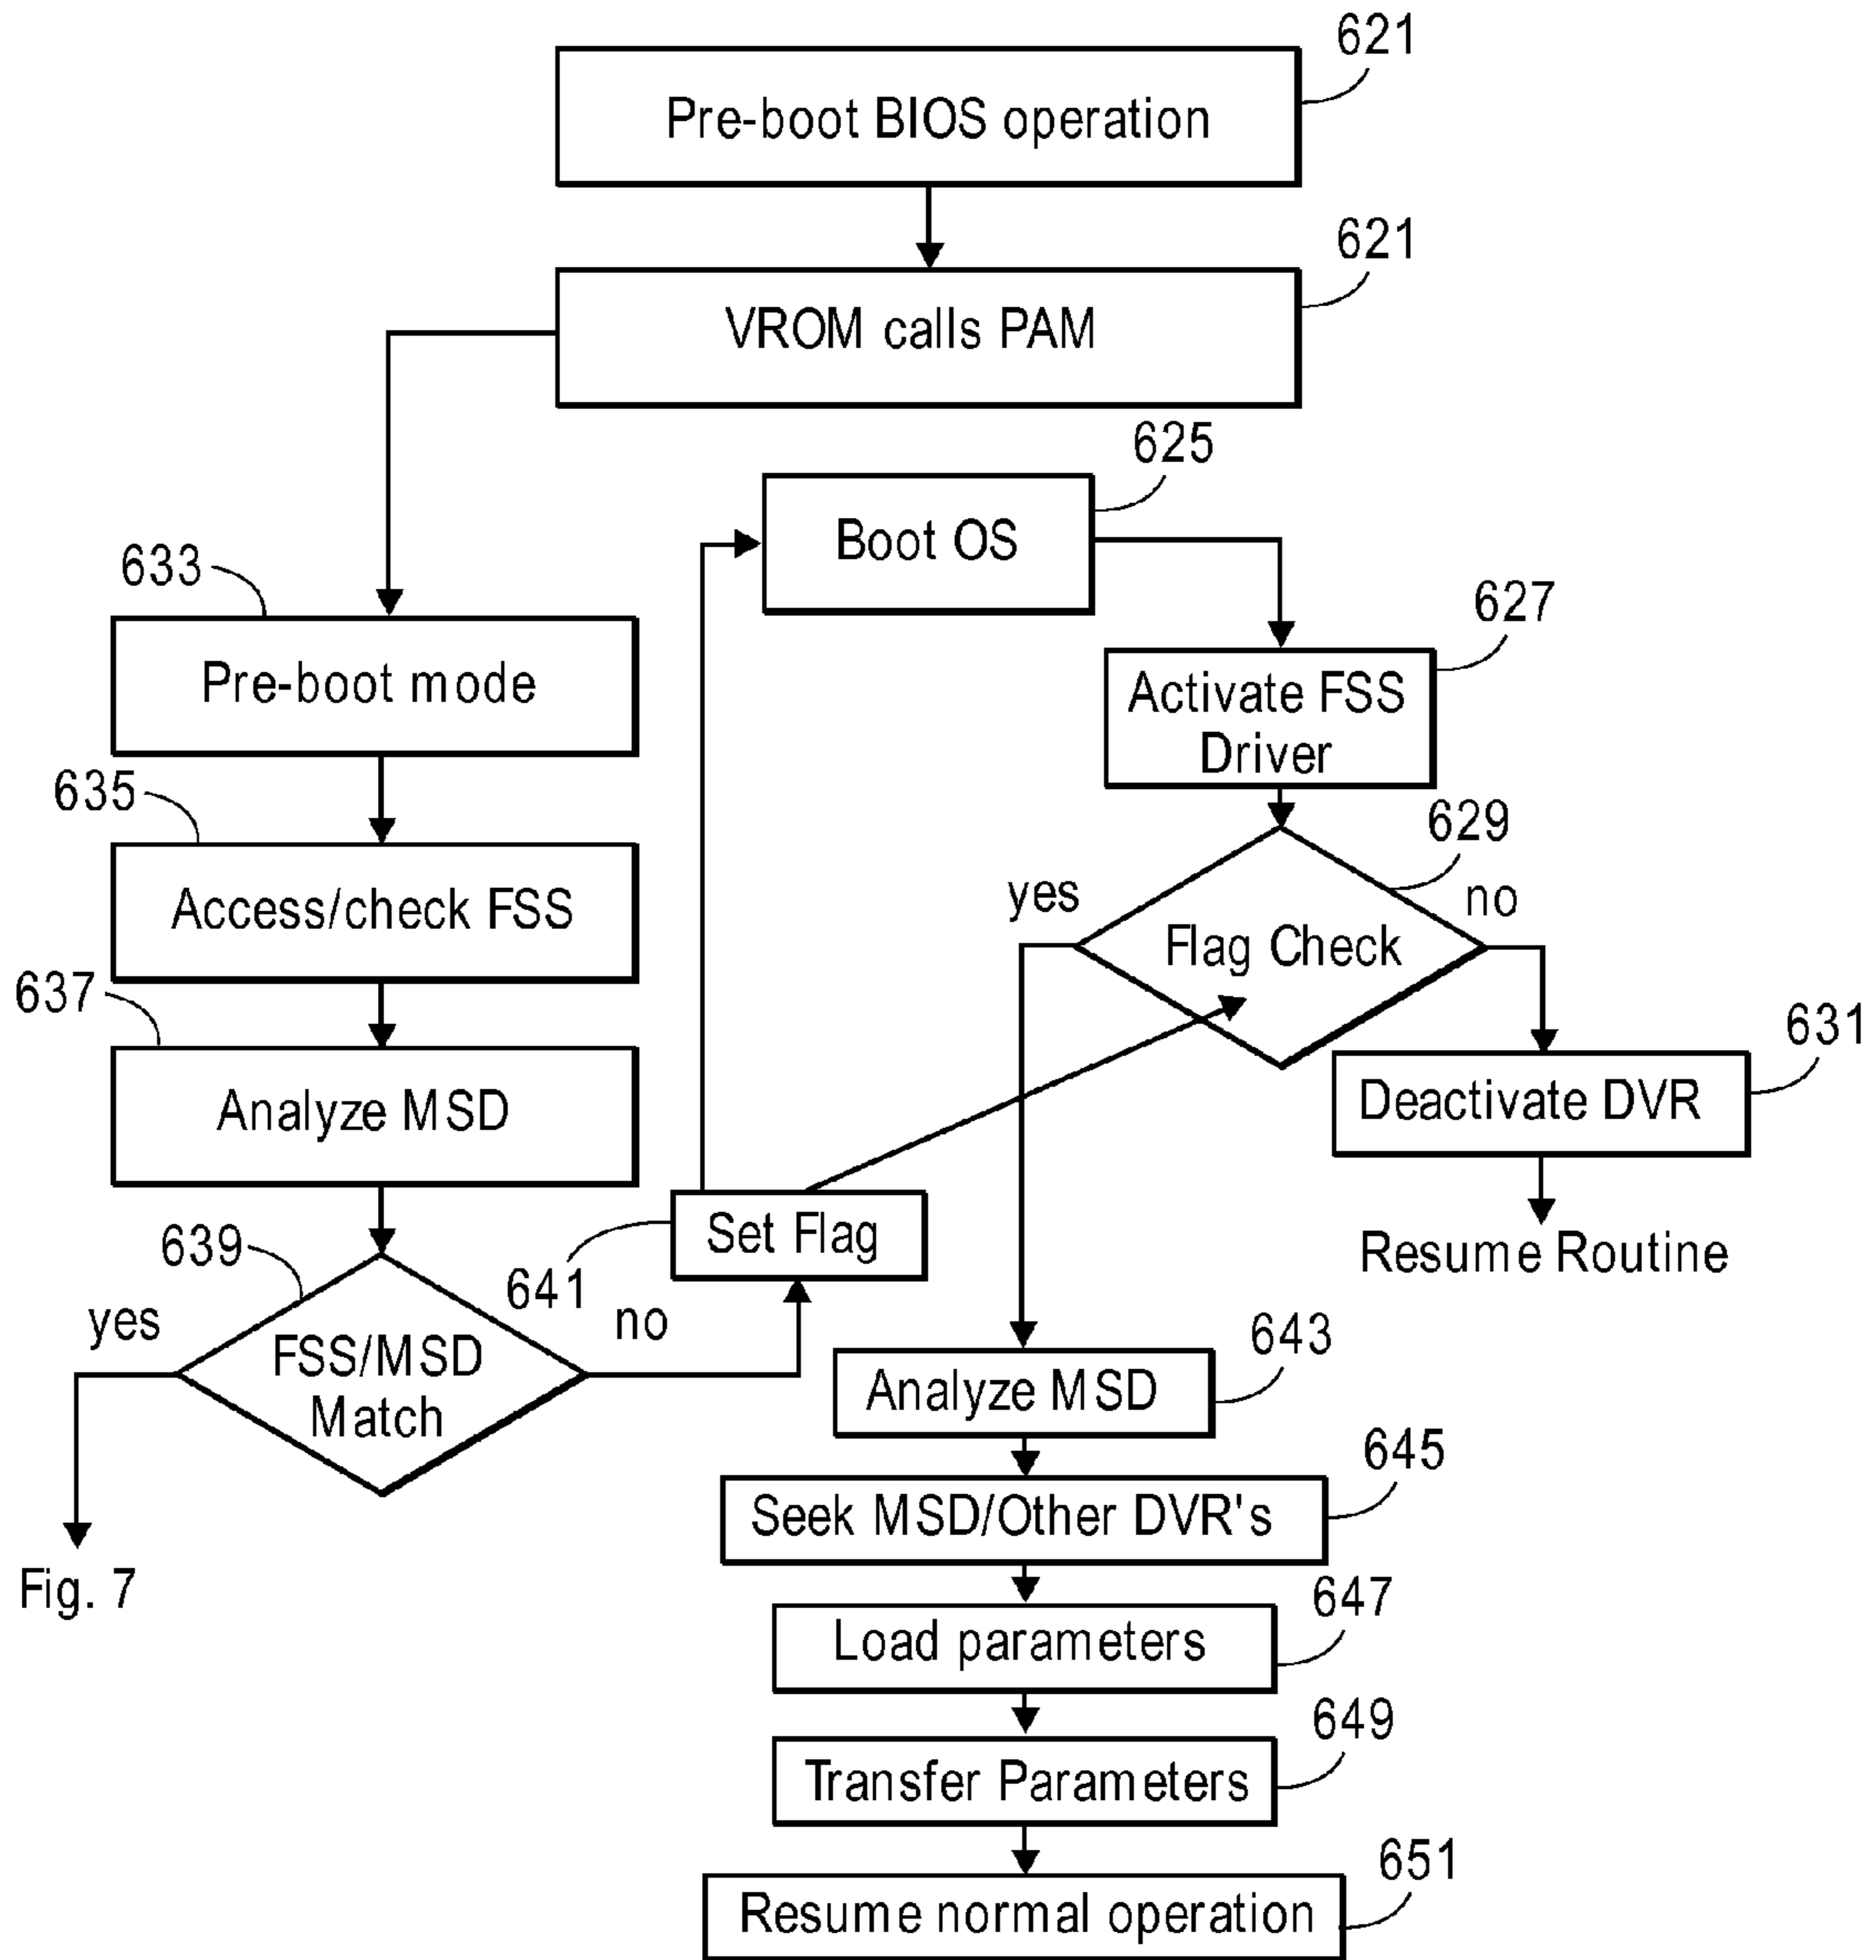 621
Pre-boot BIOS operation
621
VROM calls PAM
625
Boot OS
633
Pre-boot mode
627
Activate FSS
Driver
635
Access/check FSS
629
yes
no
Flag Check
637
Analyze MSD
631
Deactivate DVR
Resume Routine
639
641
Set Flag
yes
no
FSS/MSD
Match
Fig. 7
643
Analyze MSD
645
Seek MSD/Other DVR's
647
Load parameters
649
Transfer Parameters
651
Resume normal operation